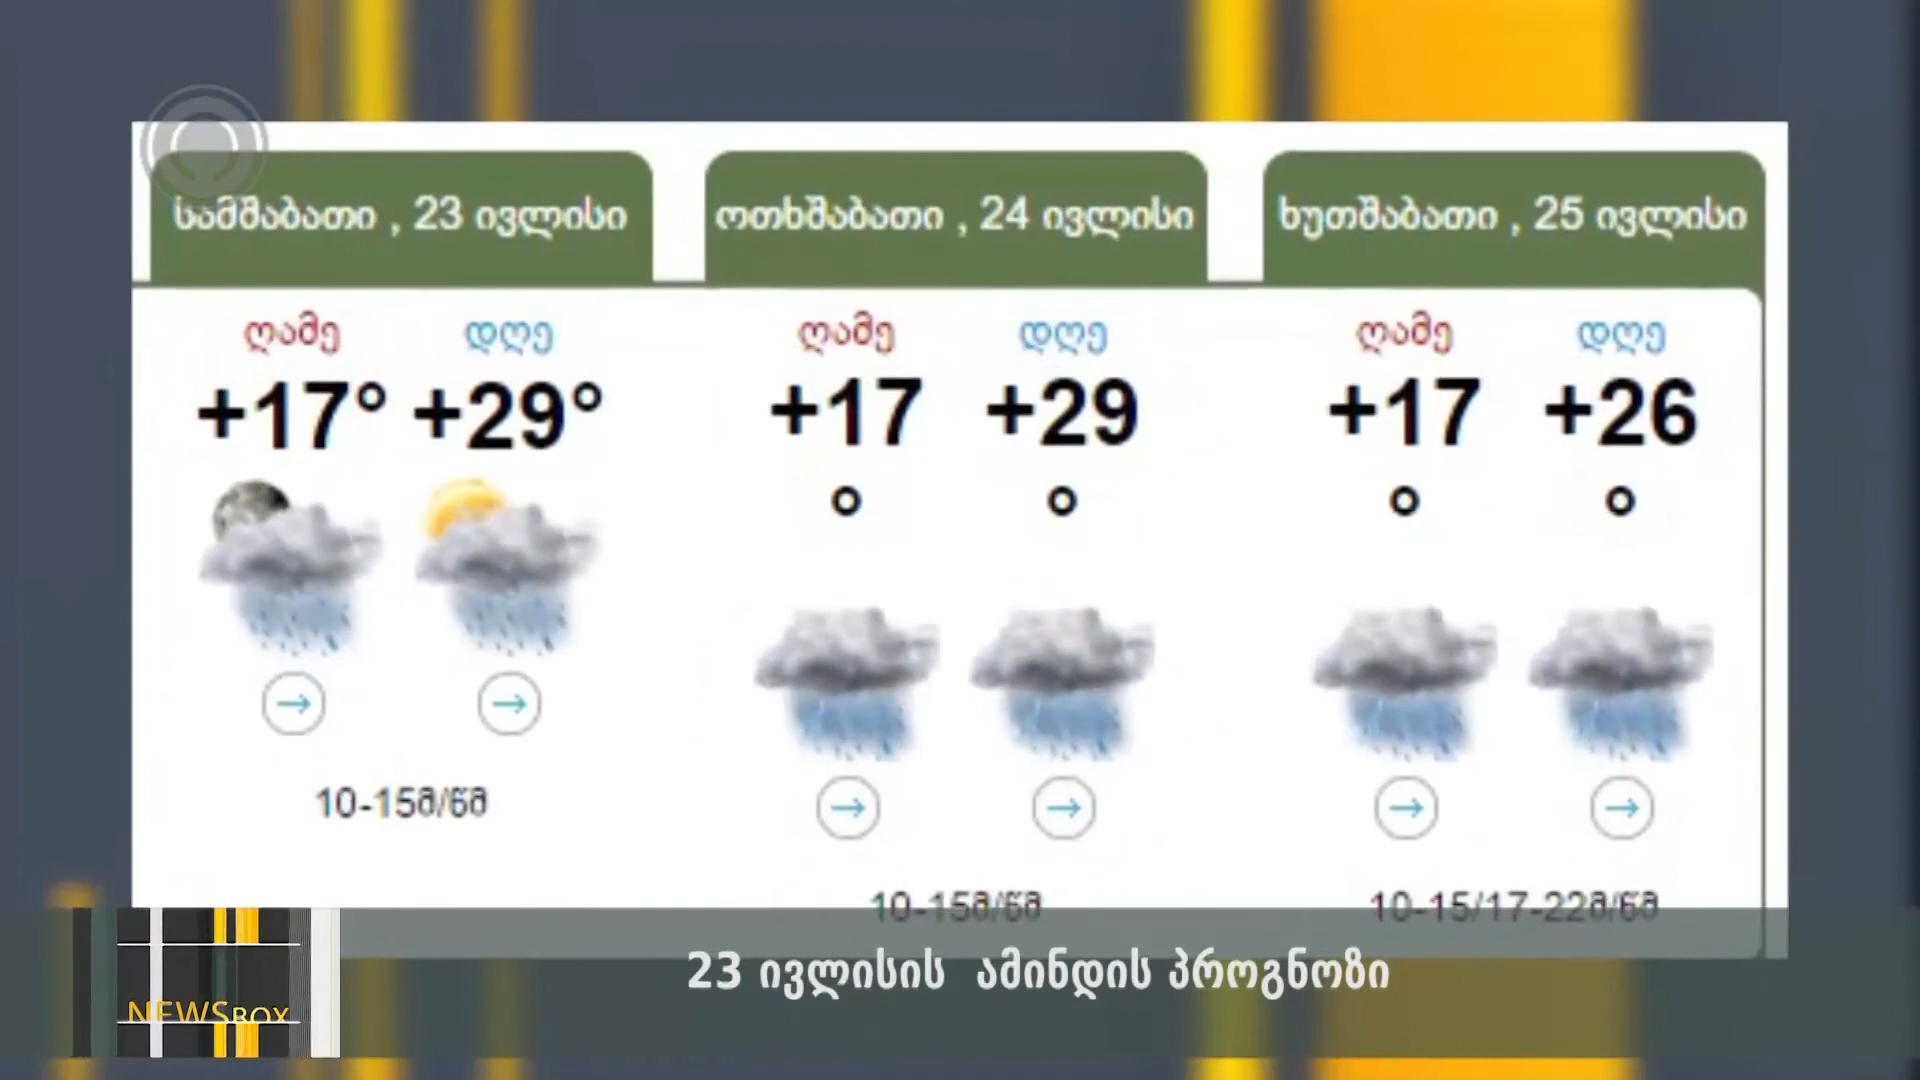 სამშაბათი , 23 ივლისი
ოთხშაბათი , 24 ივლისი
ხუთშაბათი , 25 ივლისი
ღამე დღე
ღამე დღე
ღამე დღე
+17° +29°
+17 +29
° °
+17 +26
° °
10-15მ/წმ
10-15მ/წმ
10-15/17-22მ/წმ
23 ივლისის ამინდის პროგნოზი
NEWSBOX